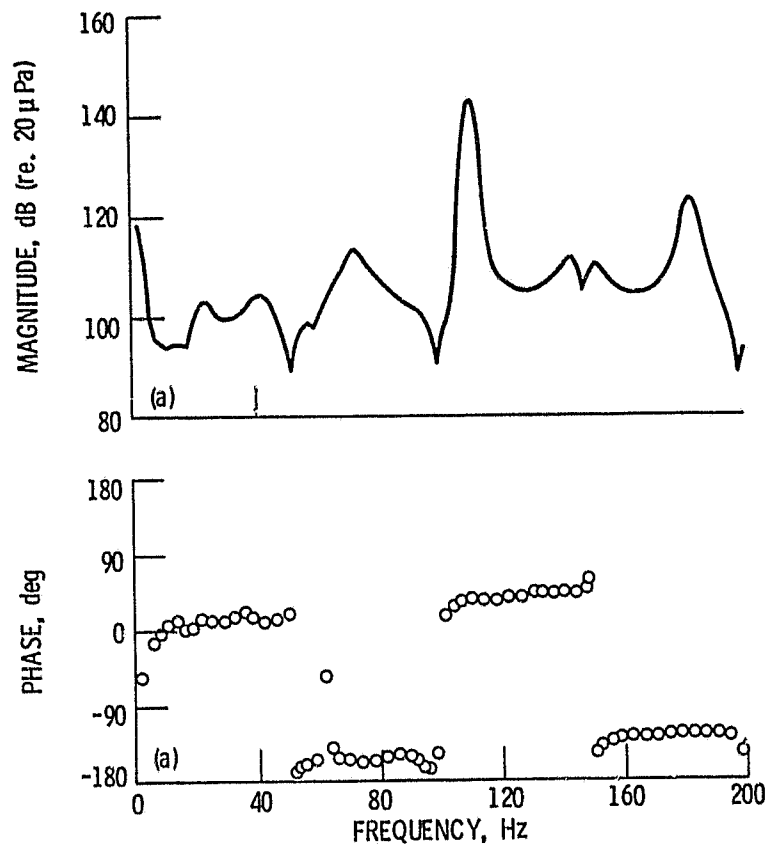 160
140
120
100
80
MAGNITUDE, dB (re. 20 μPa)
(a)
180
90
0
-90
-180
PHASE, deg
(a)
0 40 80 120 160 200
FREQUENCY, Hz